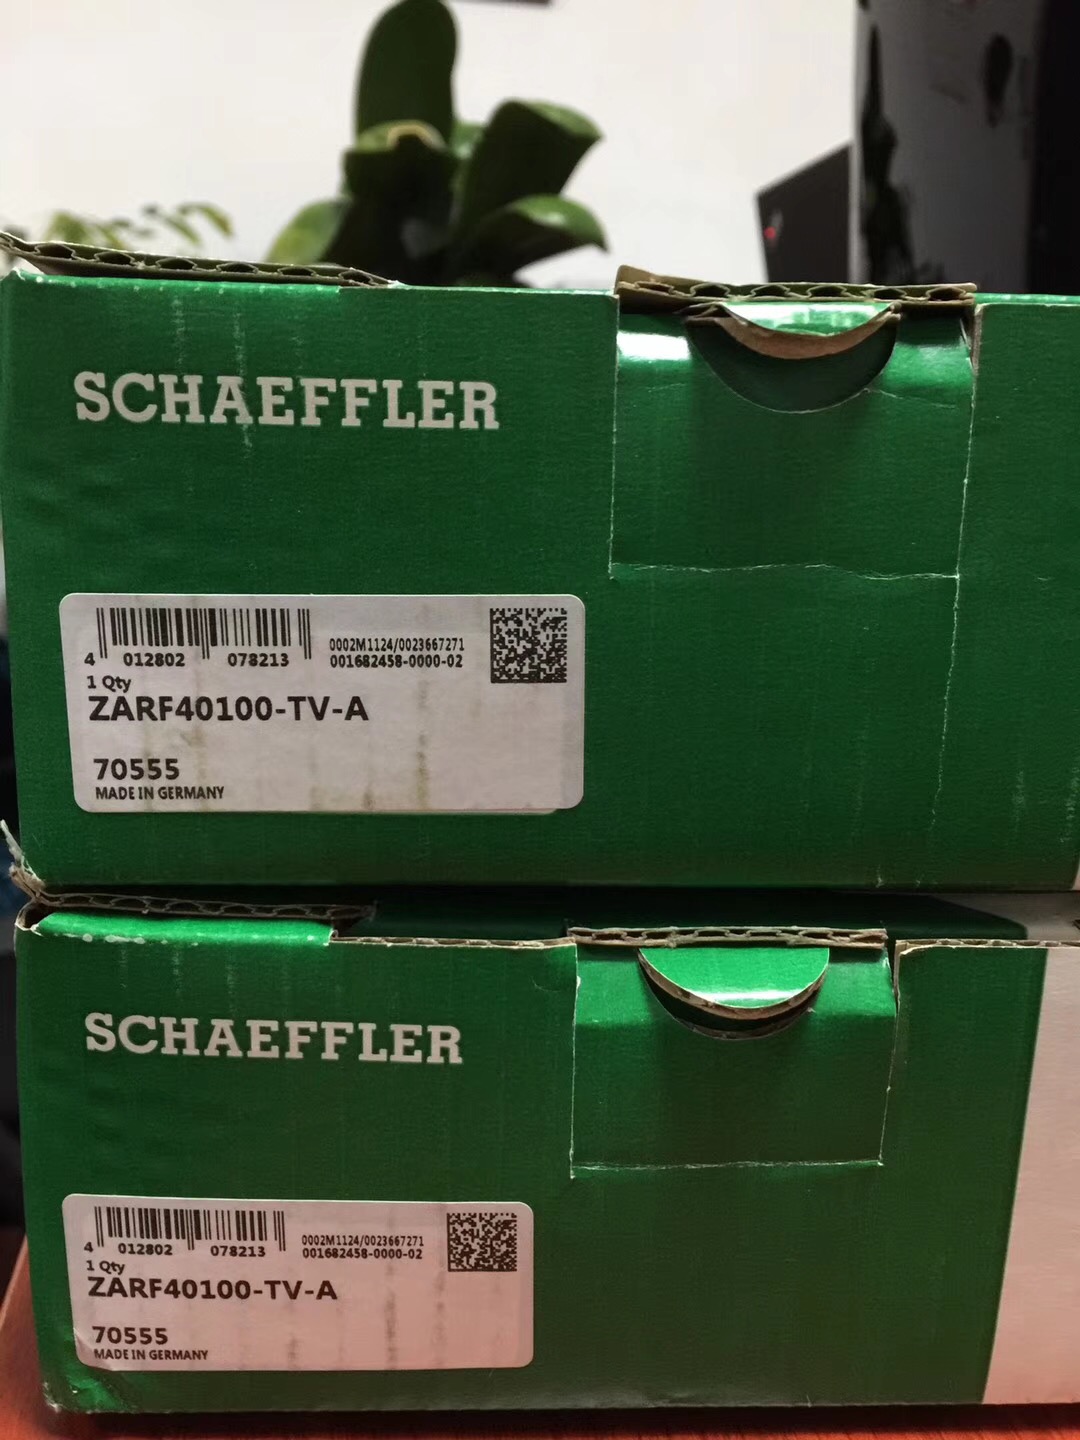 SCHAEFFLER
4 012802 078213
0002M1124/0023667271
001682458-0000-02
1 Qty
ZARF40100-TV-A
70555
MADE IN GERMANY
SCHAEFFLER
4 012802 078213
0002M1124/0023667271
001682458-0000-02
1 Qty
ZARF40100-TV-A
70555
MADE IN GERMANY